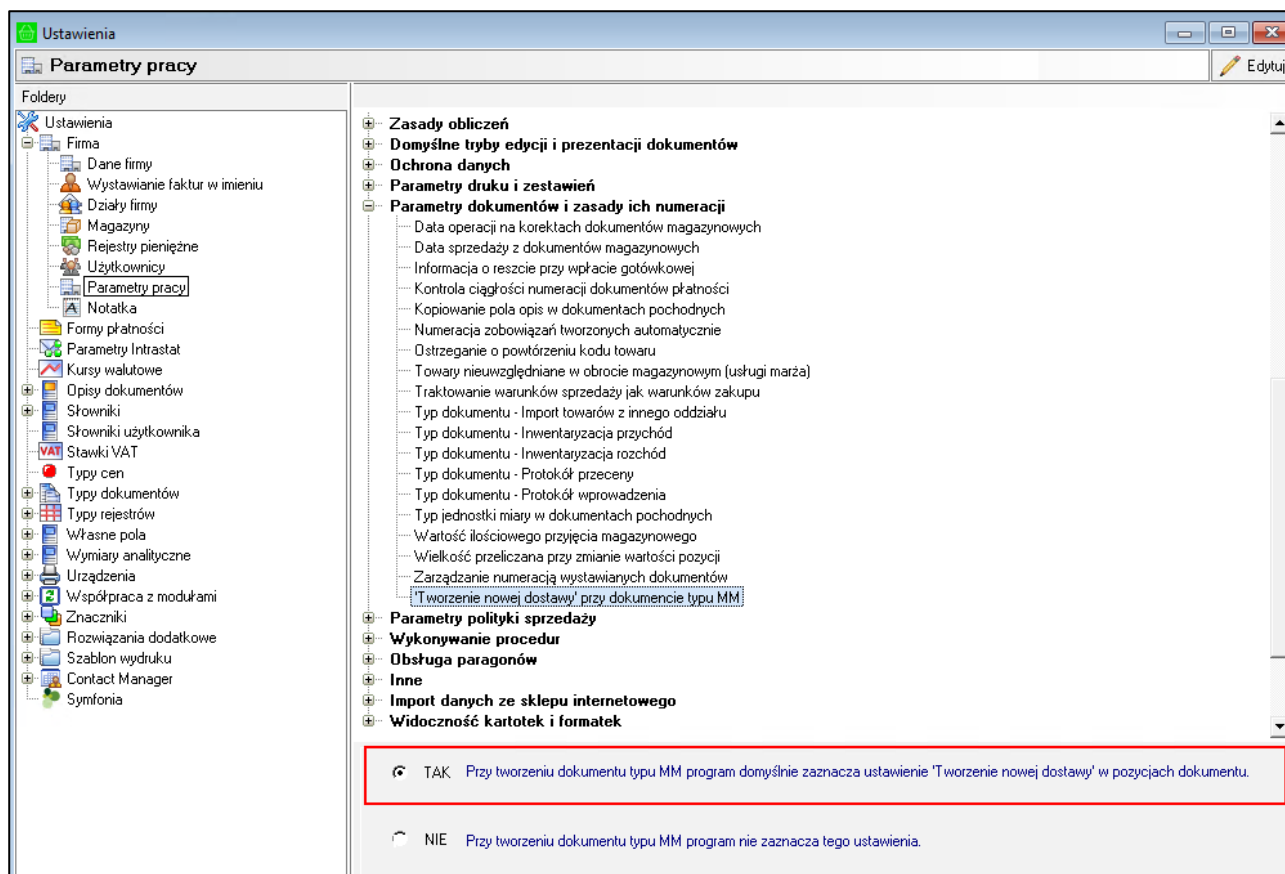 Ustawienia
Parametry pracy
Edytuj
Foldery
Ustawienia
Firma
Dane firmy
Wystawianie faktur w imieniu
Działy firmy
Magazyny
Rejestry pieniężne
Użytkownicy
Parametry pracy
Notatka
Formy płatności
Parametry Intrastat
Kursy walutowe
Opisy dokumentów
Słowniki
Słowniki użytkownika
VAT Stawki VAT
Typy cen
Typy dokumentów
Typy rejestrów
Własne pola
Wymiary analityczne
Urządzenia
Współpraca z modułami
Znaczniki
Rozwiązania dodatkowe
Szablon wydruku
Contact Manager
Symfonia
Zasady obliczeń
Domyślne tryby edycji i prezentacji dokumentów
Ochrona danych
Parametry druku i zestawień
Parametry dokumentów i zasady ich numeracji
Data operacji na korektach dokumentów magazynowych
Data sprzedaży z dokumentów magazynowych
Informacja o reszcie przy wpłacie gotówkowej
Kontrola ciągłości numeracji dokumentów płatności
Kopiowanie pola opis w dokumentach pochodnych
Numeracja zobowiązań tworzonych automatycznie
Ostrzeganie o powtórzeniu kodu towaru
Towary nieuwzględniane w obrocie magazynowym (usługi marża)
Traktowanie warunków sprzedaży jak warunków zakupu
Typ dokumentu - Import towarów z innego oddziału
Typ dokumentu - Inwentaryzacja przychód
Typ dokumentu - Inwentaryzacja rozchód
Typ dokumentu - Protokół przeceny
Typ dokumentu - Protokół wprowadzenia
Typ jednostki miary w dokumentach pochodnych
Wartość ilościowego przyjęcia magazynowego
Wielkość przeliczana przy zmianie wartości pozycji
Zarządzanie numeracją wystawianych dokumentów
'Tworzenie nowej dostawy' przy dokumencie typu MM
Parametry polityki sprzedaży
Wykonywanie procedur
Obsługa paragonów
Inne
Import danych ze sklepu internetowego
Widoczność kartotek i formatek
TAK Przy tworzeniu dokumentu typu MM program domyślnie zaznacza ustawienie 'Tworzenie nowej dostawy' w pozycjach dokumentu.
NIE Przy tworzeniu dokumentu typu MM program nie zaznacza tego ustawienia.